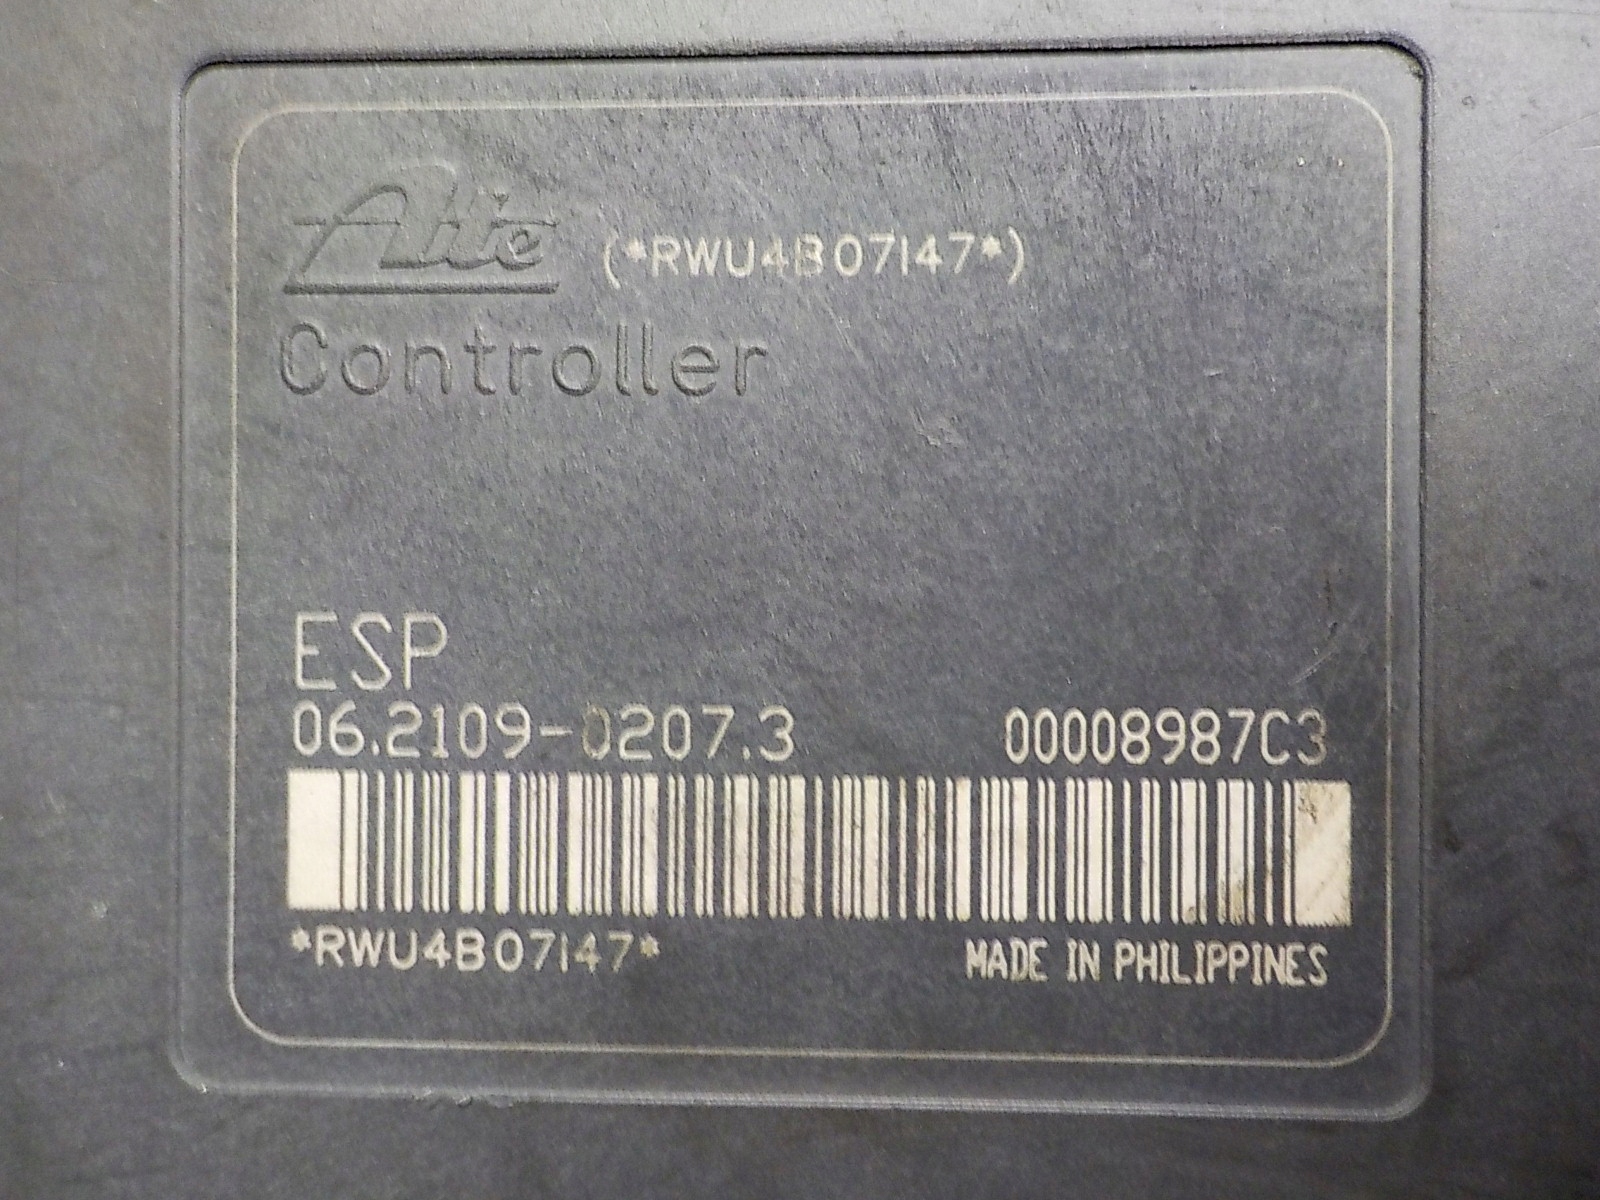 Ate (*RWU4B07147*)
Controller
ESP
06.2109-0207.3 00008987C3
*RWU4B07147* MADE IN PHILIPPINES